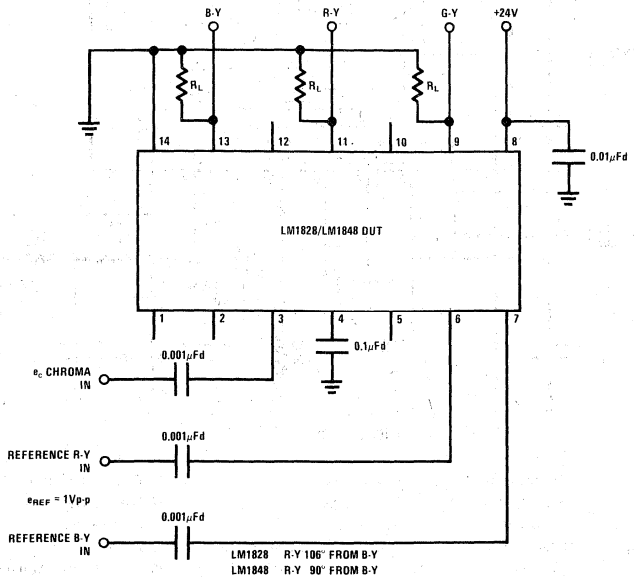 B-Y R-Y G-Y +24V
RL RL RL
14 13 12 11 10 9 8
0.01μFd
LM1828/LM1848 DUT
1 2 3 4 5 6 7
0.001μFd
0.1μFd
ec CHROMA
IN
0.001μFd
REFERENCE R-Y
IN
eREF = 1Vp-p
0.001μFd
REFERENCE B-Y
IN
LM1828 R-Y 106° FROM B-Y
LM1848 R-Y 90° FROM B-Y